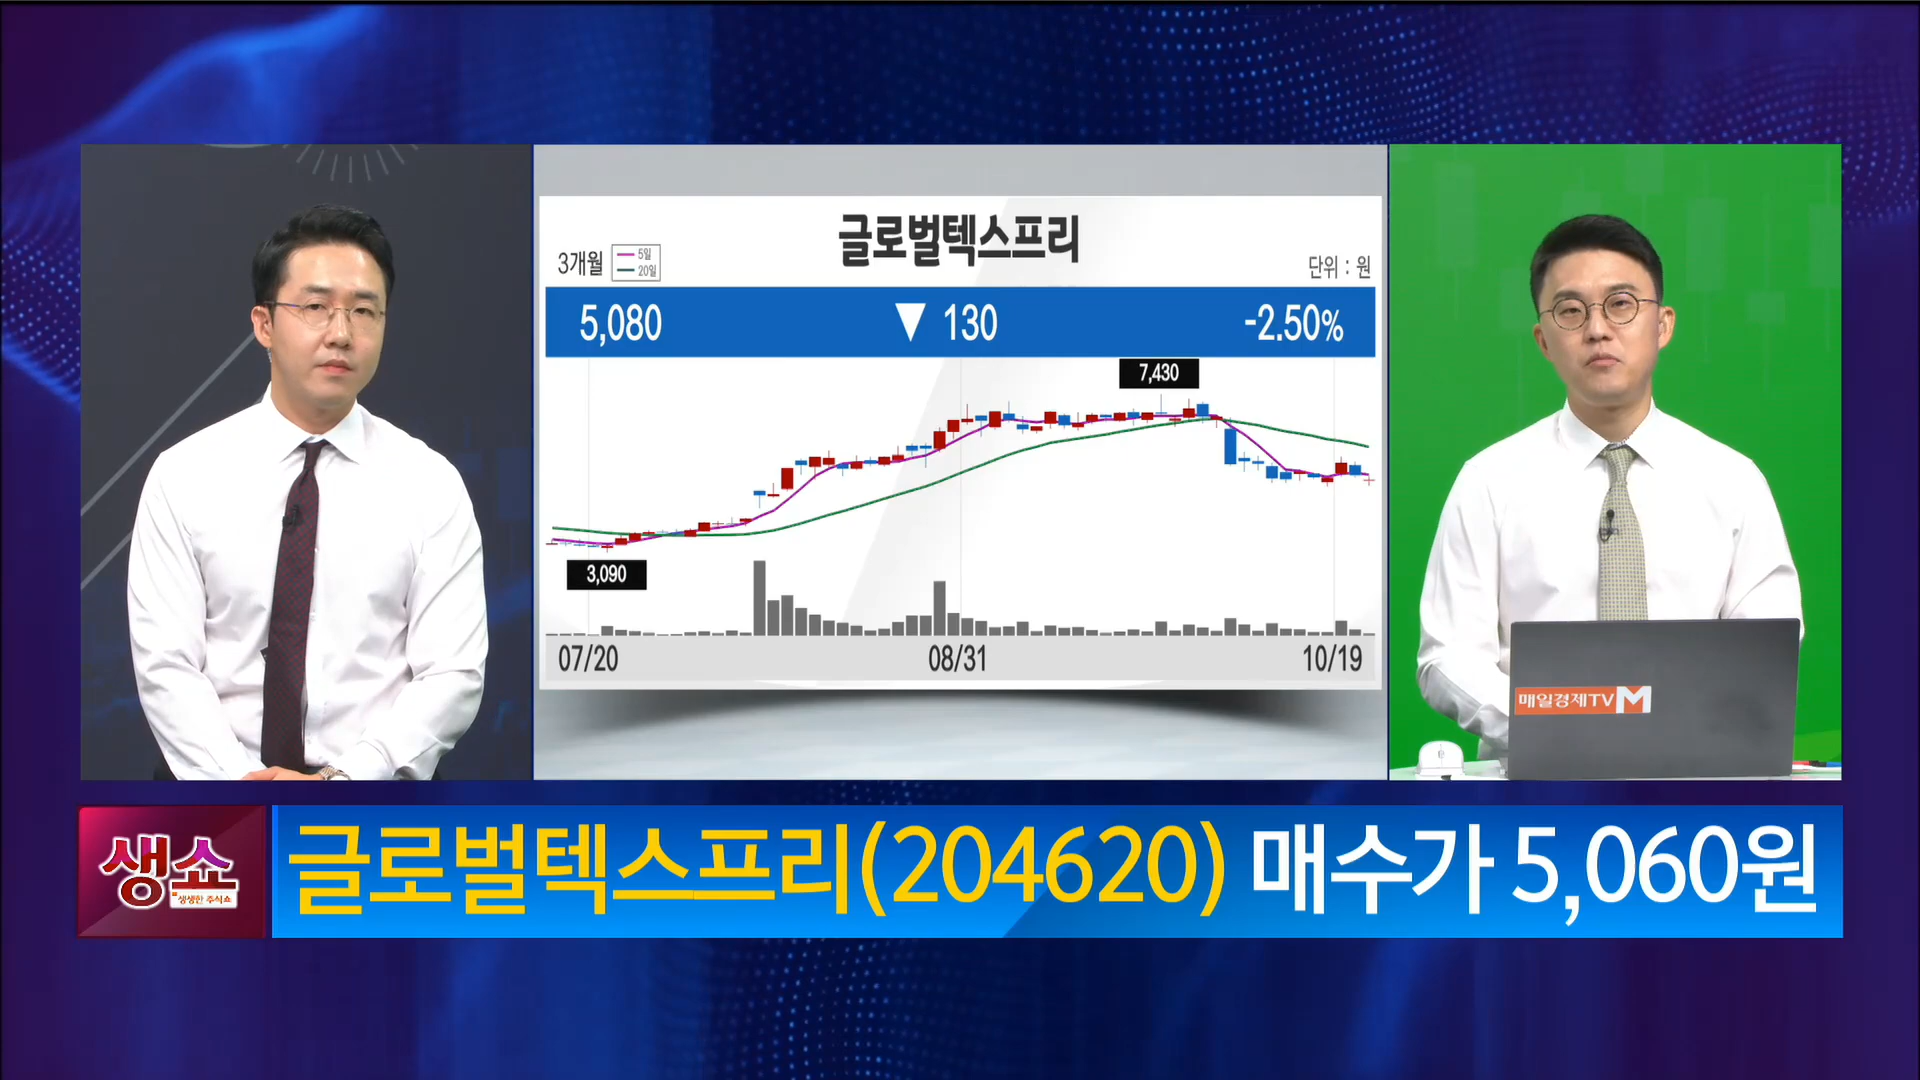 글로벌텍스프리
3개월
5일
20일
단위 : 원
5,080 ▼ 130 -2.50%
7,430
3,090
07/20 08/31 10/19
매일경제TV M
생쇼
생생한 주식쇼
글로벌텍스프리(204620) 매수가 5,060원